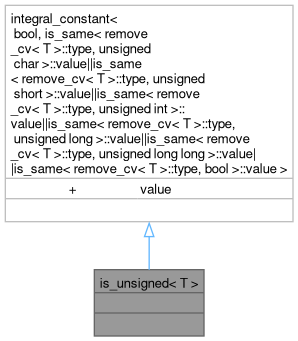 integral_constant<
bool, is_same< remove
_cv< T >::type, unsigned
char >::value||is_same
< remove_cv< T >::type, unsigned
short >::value||is_same< remove
_cv< T >::type, unsigned int >::
value||is_same< remove_cv< T >::type,
unsigned long >::value||is_same< remove
_cv< T >::type, unsigned long long >::value|
|is_same< remove_cv< T >::type, bool >::value >
+ value
is_unsigned< T >